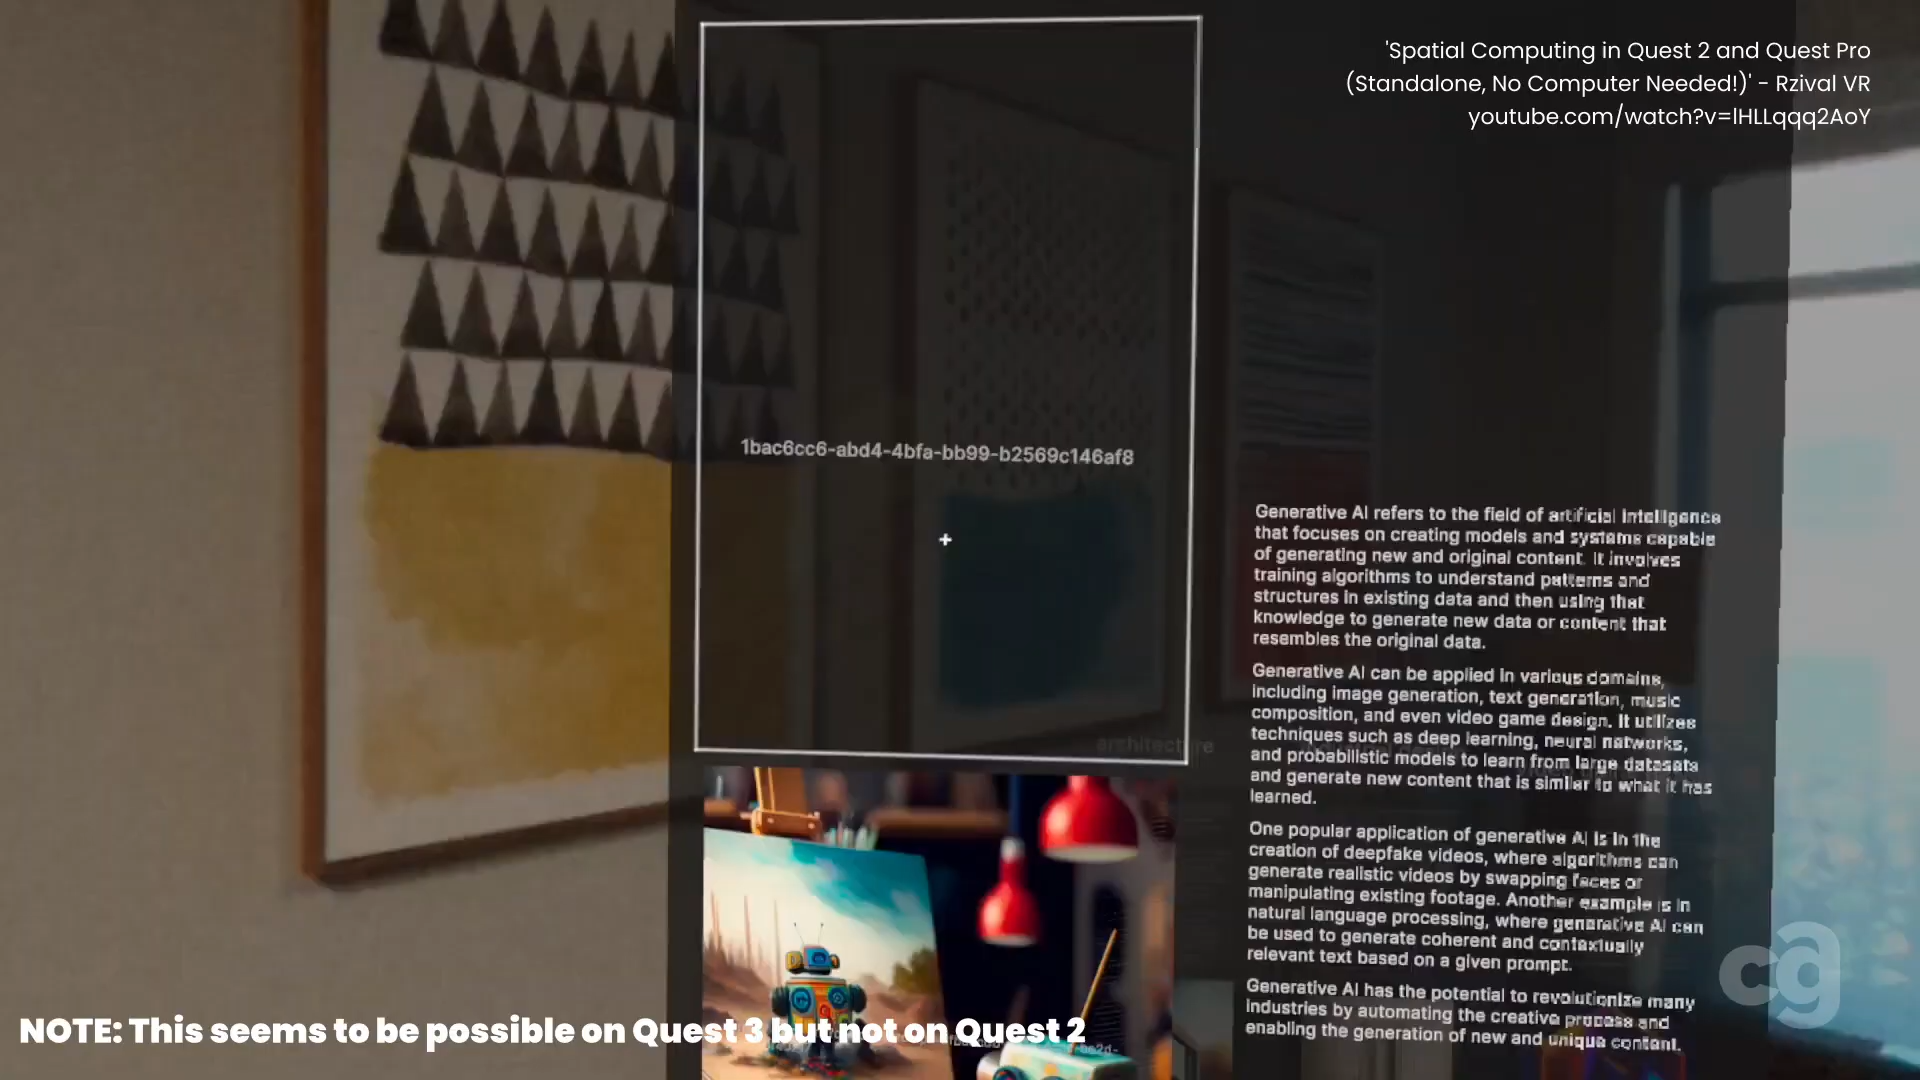 'Spatial Computing in Quest 2 and Quest Pro
(Standalone, No Computer Needed!)' - Rzival VR
youtube.com/watch?v=lHLLqqq2AoY
1bac6cc6-abd4-4bfa-bb99-b2569c146af8
architecture
Generative AI refers to the field of artificial intelligence
that focuses on creating models and systems capable
of generating new and original content. It involves
training algorithms to understand patterns and
structures in existing data and then using that
knowledge to generate new data or content that
resembles the original data.
Generative AI can be applied in various domains,
including image generation, text generation, music
composition, and even video game design. It utilizes
techniques such as deep learning, neural networks,
and probabilistic models to learn from large datasets
and generate new content that is similar to what it has
learned.
One popular application of generative AI is in the
creation of deepfake videos, where algorithms can
generate realistic videos by swapping faces or
manipulating existing footage. Another example is in
natural language processing, where generative AI can
be used to generate coherent and contextually
relevant text based on a given prompt.
Generative AI has the potential to revolutionize many
industries by automating the creative process and
enabling the generation of new and unique content.
cg
NOTE: This seems to be possible on Quest 3 but not on Quest 2